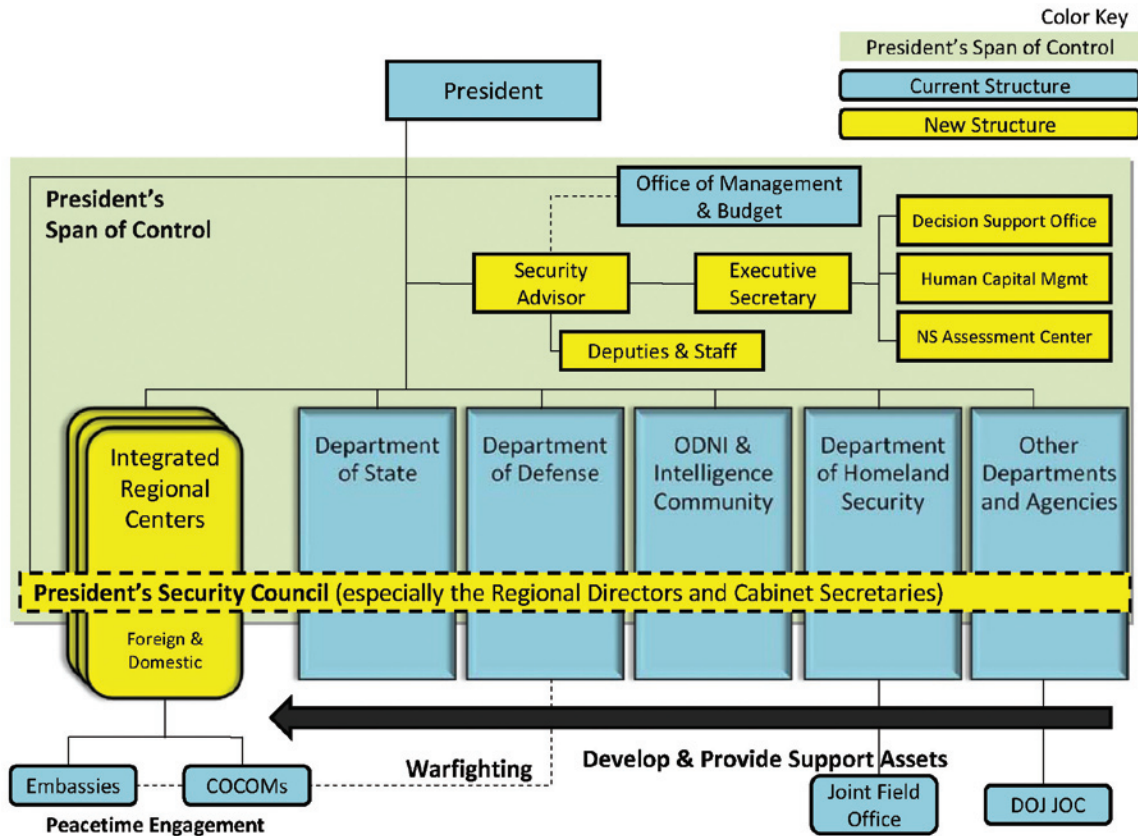 Color Key
President's Span of Control
Current Structure
New Structure
President
President's
Span of Control
Office of Management
& Budget
Security
Advisor
Executive
Secretary
Decision Support Office
Human Capital Mgmt
NS Assessment Center
Deputies & Staff
Integrated
Regional
Centers
Department
of State
Department
of Defense
ODNI &
Intelligence
Community
Department
of Homeland
Security
Other
Departments
and Agencies
President's Security Council (especially the Regional Directors and Cabinet Secretaries)
Foreign &
Domestic
Develop & Provide Support Assets
Warfighting
Embassies
COCOMs
Peacetime Engagement
Joint Field
Office
DOJ JOC